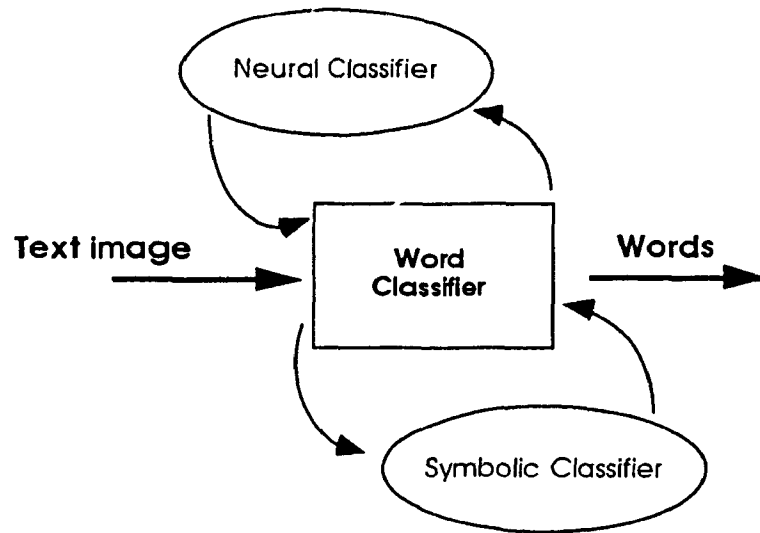 Neural Classifier
Text image
Word
Classifier
Words
Symbolic Classifier